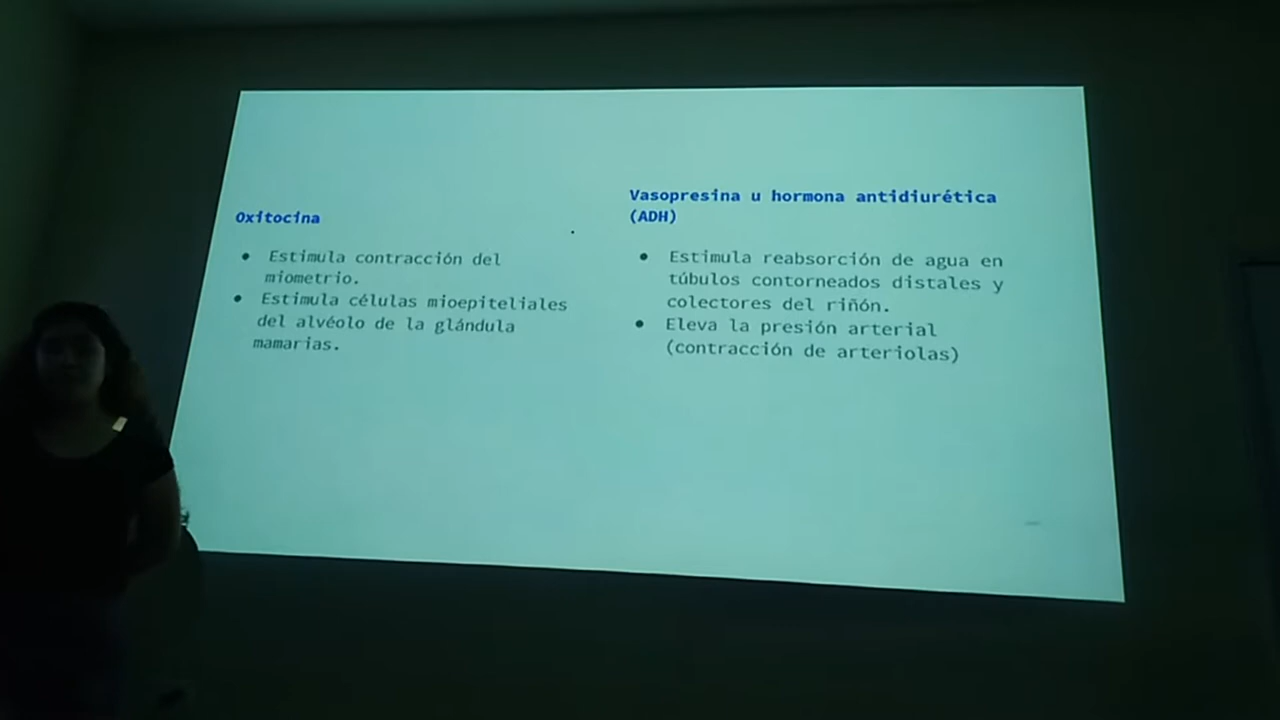 Oxitocina
● Estimula contracción del
miometrio.
● Estimula células mioepiteliales
del alvéolo de la glándula
mamarias.
Vasopresina u hormona antidiurética
(ADH)
● Estimula reabsorción de agua en
túbulos contorneados distales y
colectores del riñón.
● Eleva la presión arterial
(contracción de arteriolas)